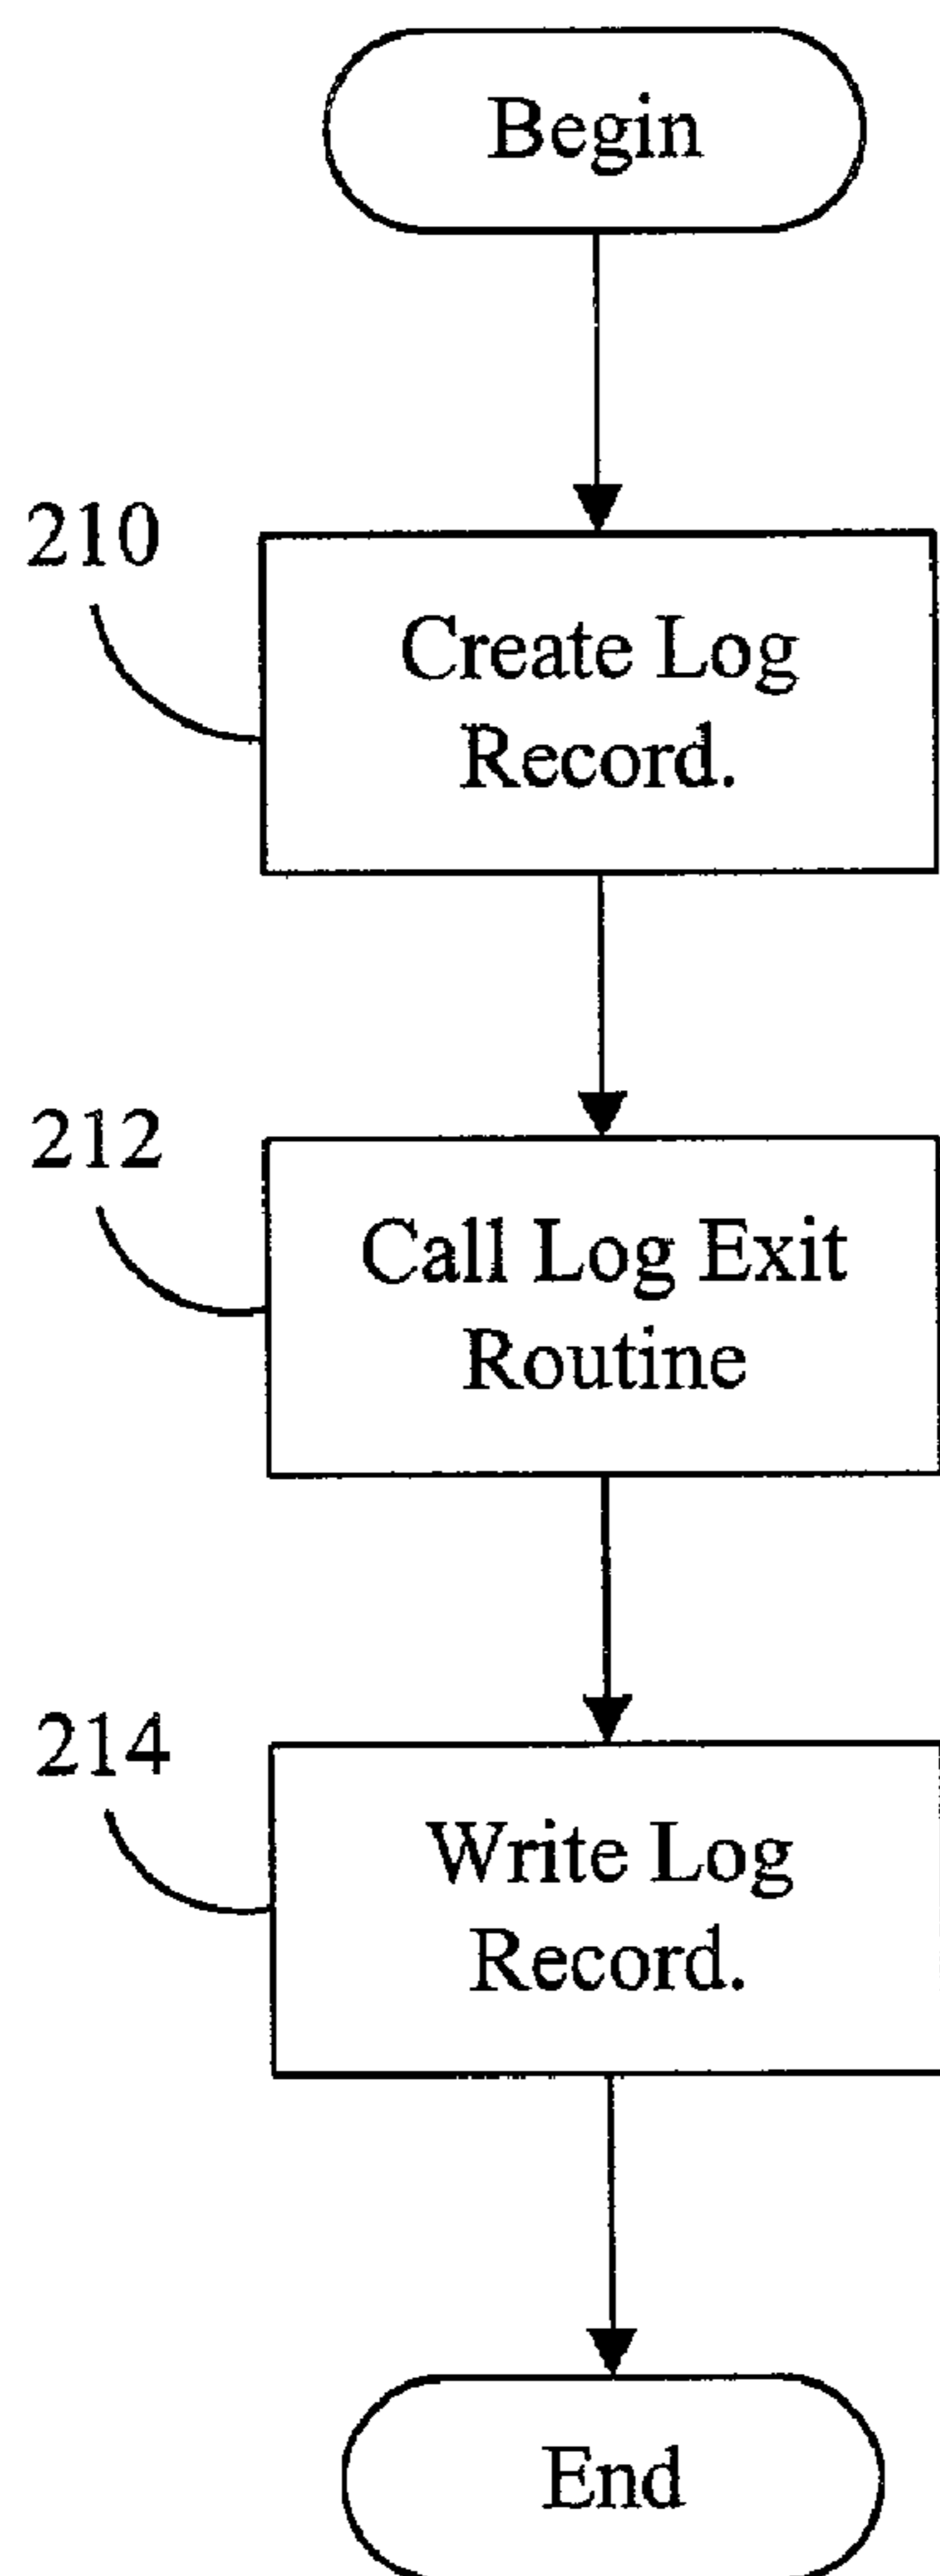 Begin
210
Create Log
Record.
212
Call Log Exit
Routine
214
Write Log
Record.
End